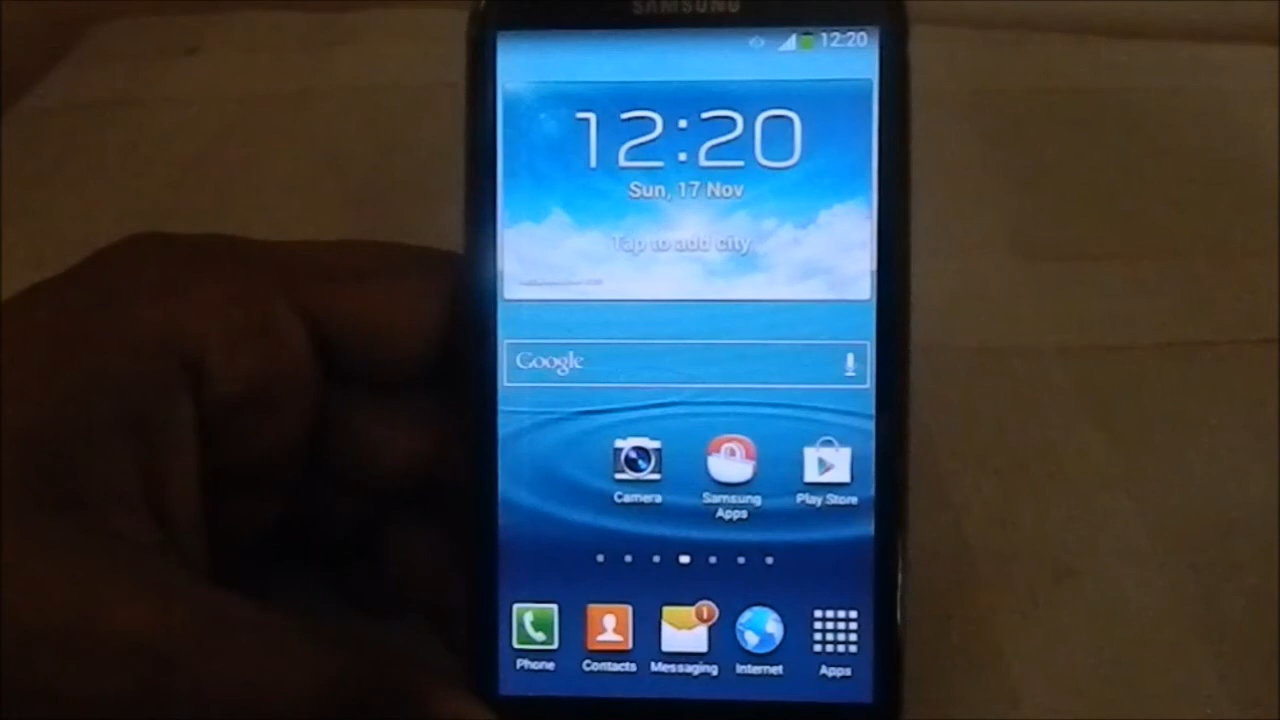 SAMSUNG
12:20
12:20
Sun, 17 Nov
Tap to add city
Google
Camera
Samsung
Apps
Play Store
1
Phone
Contacts
Messaging
Internet
Apps